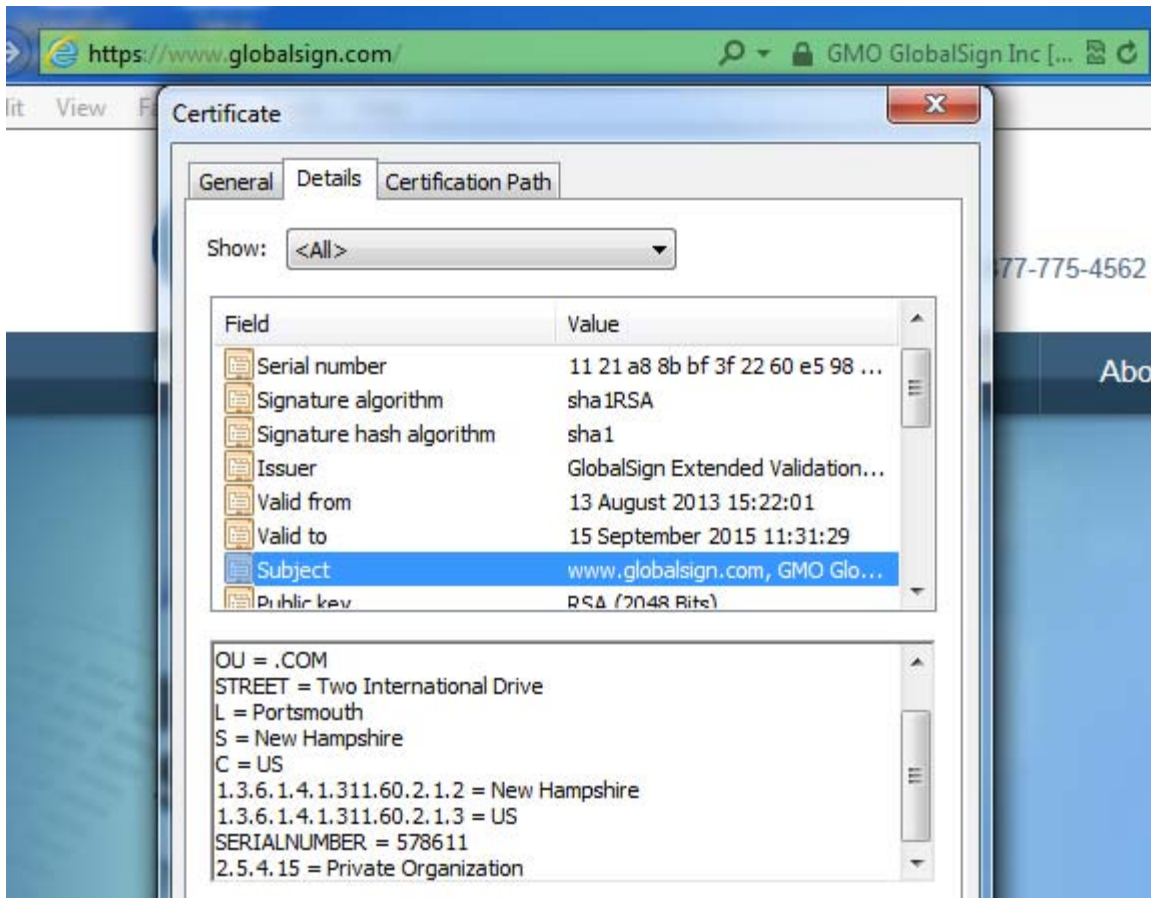 https://www.globalsign.com/ GMO GlobalSign Inc [...
View
Certificate
General Details Certification Path
Show: <All>
77-775-4562
Field Value
Serial number 11 21 a8 8b bf 3f 22 60 e5 98 ...
Abo
Signature algorithm sha1RSA
Signature hash algorithm sha1
Issuer GlobalSign Extended Validation...
Valid from 13 August 2013 15:22:01
Valid to 15 September 2015 11:31:29
Subject www.globalsign.com, GMO Glo...
Public key RSA (2048 Bits)
OU = .COM
STREET = Two International Drive
L = Portsmouth
S = New Hampshire
C = US
1.3.6.1.4.1.311.60.2.1.2 = New Hampshire
1.3.6.1.4.1.311.60.2.1.3 = US
SERIALNUMBER = 578611
2.5.4.15 = Private Organization